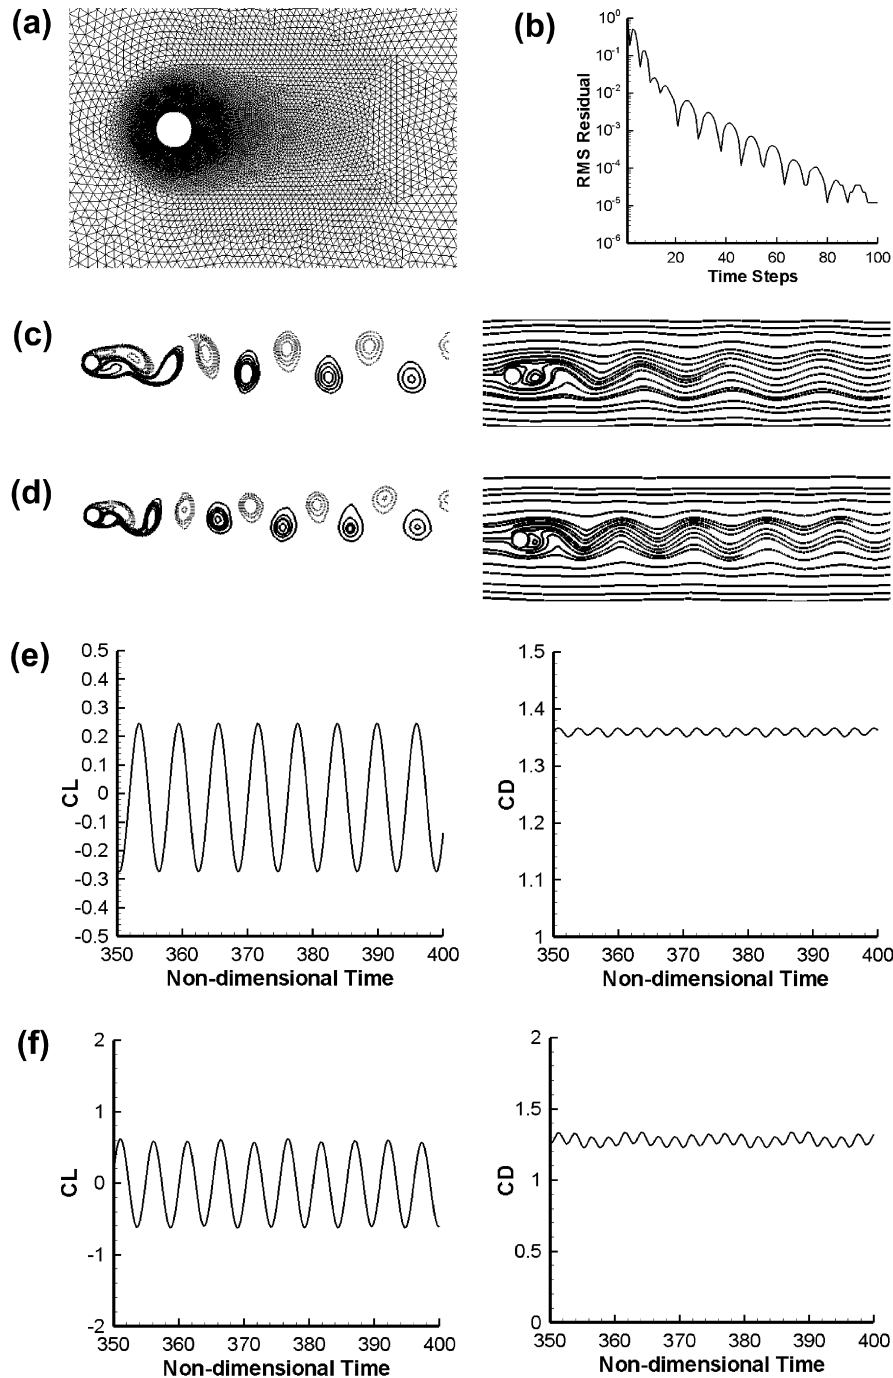 (a)
(b)
10⁰
10⁻²
10⁻³
10⁻⁴
10⁻⁵
10⁻⁶
RMS Residual
20 40 60 80 100
Time Steps
(c)
(d)
(e)
0.5
0.4
0.3
0.2
0.1
0
-0.1
-0.2
-0.3
-0.4
-0.5
CL
350 360 370 380 390 400
Non-dimensional Time
1.5
1.4
1.3
1.2
1.1
1
CD
350 360 370 380 390 400
Non-dimensional Time
(f)
2
1
0
-1
-2
CL
350 360 370 380 390 400
Non-dimensional Time
2
1.5
1
0.5
0
CD
350 360 370 380 390 400
Non-dimensional Time